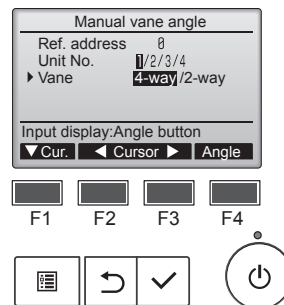 Manual vane angle
Ref. address 0
Unit No. 1/2/3/4
Vane 4-way/2-way
Input display:Angle button
▼Cur. ◀ Cursor ▶ Angle
F1 F2 F3 F4